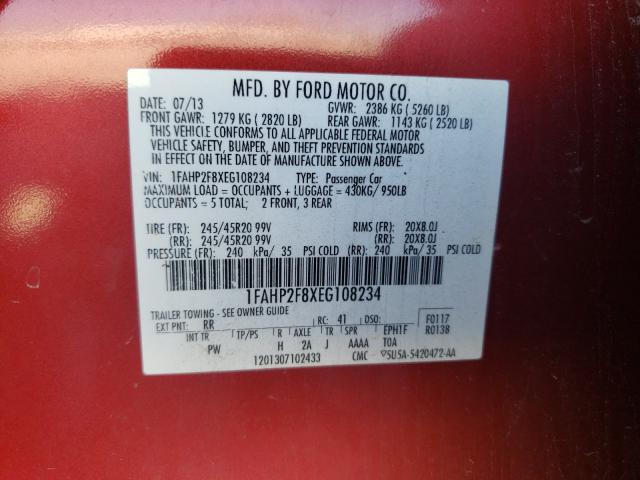 MFD. BY FORD MOTOR CO.
DATE: 07/13 GVWR: 2386 KG ( 5260 LB)
FRONT GAWR: 1279 KG ( 2820 LB) REAR GAWR: 1143 KG ( 2520 LB)
THIS VEHICLE CONFORMS TO ALL APPLICABLE FEDERAL MOTOR
VEHICLE SAFETY, BUMPER, AND THEFT PREVENTION STANDARDS
IN EFFECT ON THE DATE OF MANUFACTURE SHOWN ABOVE.
VIN: 1FAHP2F8XEG108234 TYPE: Passenger Car
MAXIMUM LOAD = OCCUPANTS + LUGGAGE = 430KG/ 950LB
OCCUPANTS = 5 TOTAL; 2 FRONT, 3 REAR
TIRE (FR): 245/45R20 99V RIMS (FR): 20X8.0J
(RR): 245/45R20 99V (RR): 20X8.0J
PRESSURE (FR): 240 kPa/ 35 PSI COLD (RR): 240 kPa/ 35 PSI COLD
1FAHP2F8XEG108234
TRAILER TOWING - SEE OWNER GUIDE
EXT PNT: RR RC: 41 DSO: F0117
INT TR TP/PS R AXLE TR SPR EPH1F R0138
PW H 2A J AAAA TOA
1201307102433 CMC 5U5A-5420472-AA